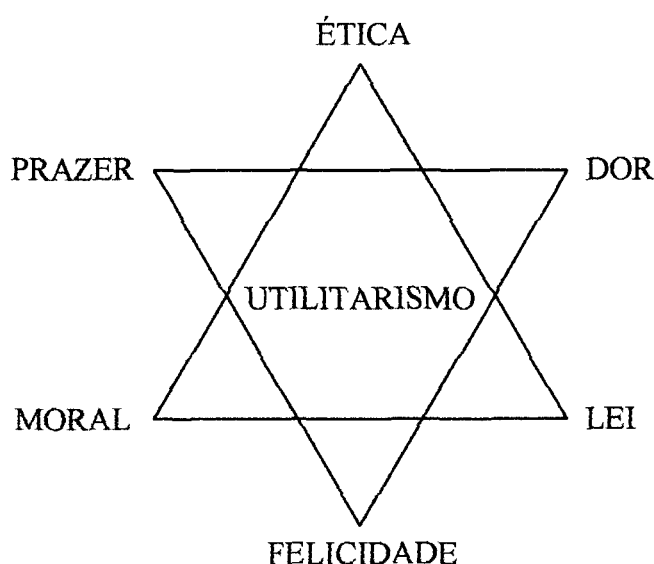 ÉTICA
PRAZER
DOR
UTILITARISMO
MORAL
LEI
FELICIDADE